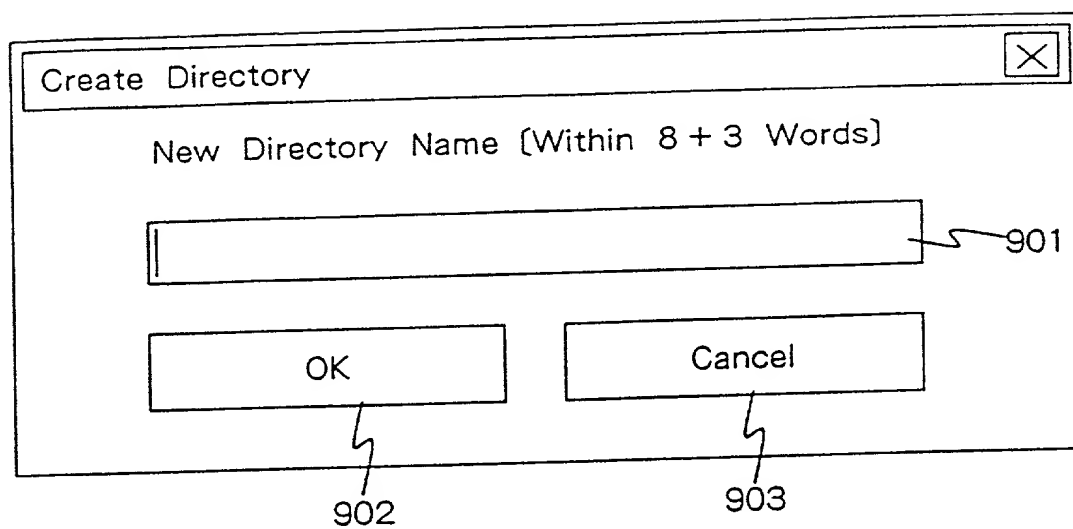 Create Directory
New Directory Name [Within 8 + 3 Words]
901
OK
Cancel
902
903